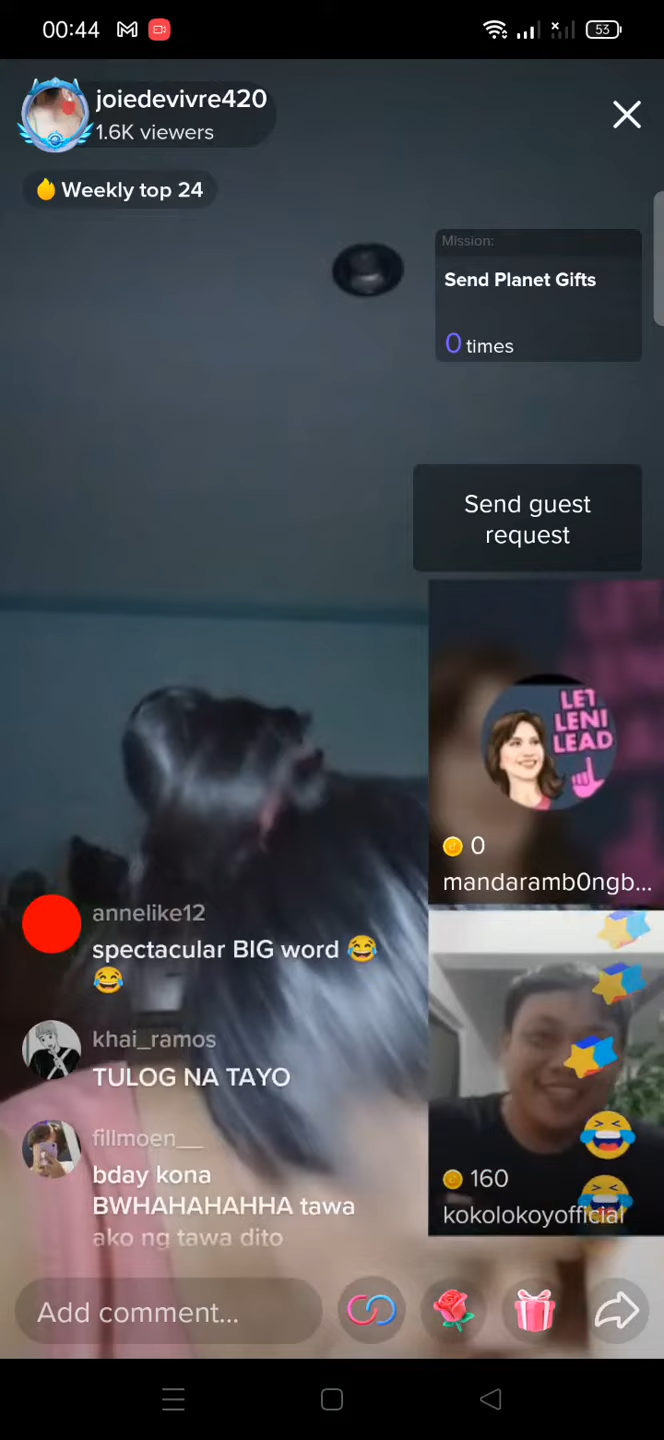 00:44
53
joiedevivre420
1.6K viewers
Weekly top 24
Mission:
Send Planet Gifts
0 times
Send guest
request
LET
LENI
LEAD
0
mandaramb0ngb...
annelike12
spectacular BIG word 😂
😂
khai_ramos
TULOG NA TAYO
fillmoen__
bday kona
BWHAHAHAHHA tawa
ako ng tawa dito
160
kokolokoyofficial
Add comment...